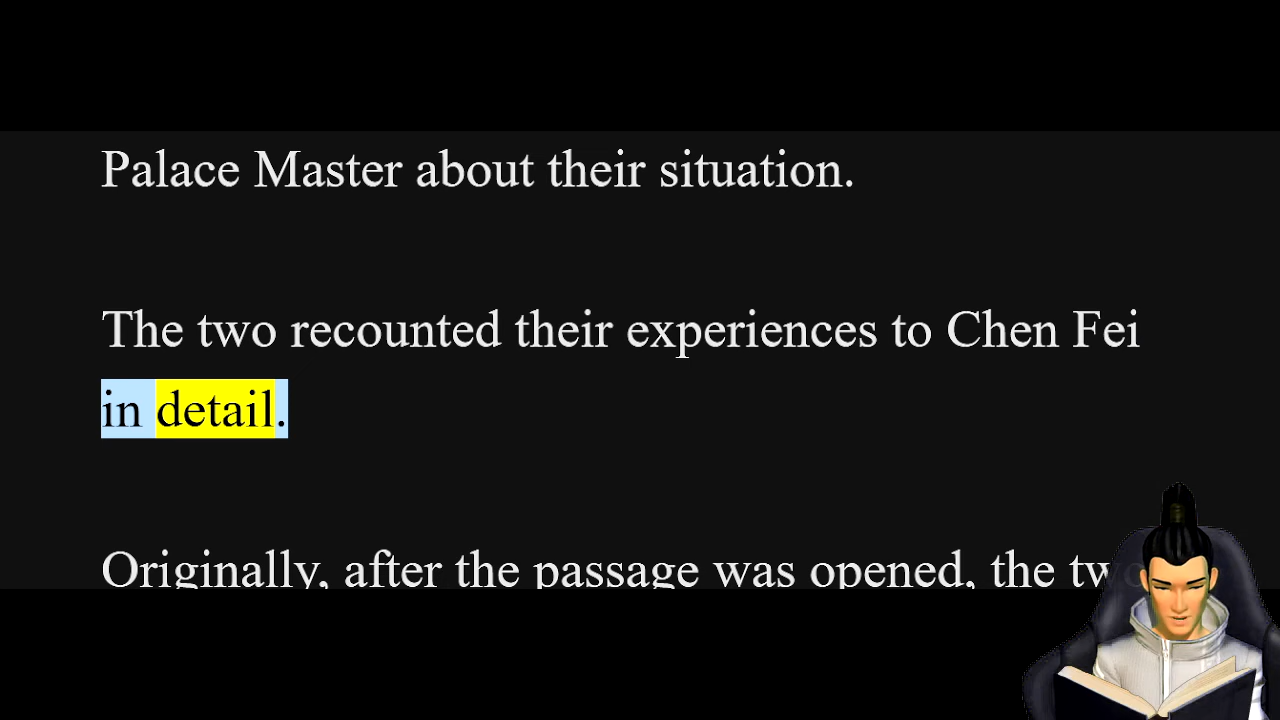 Palace Master about their situation.
The two recounted their experiences to Chen Fei
in detail.
Originally, after the passage was opened, the two